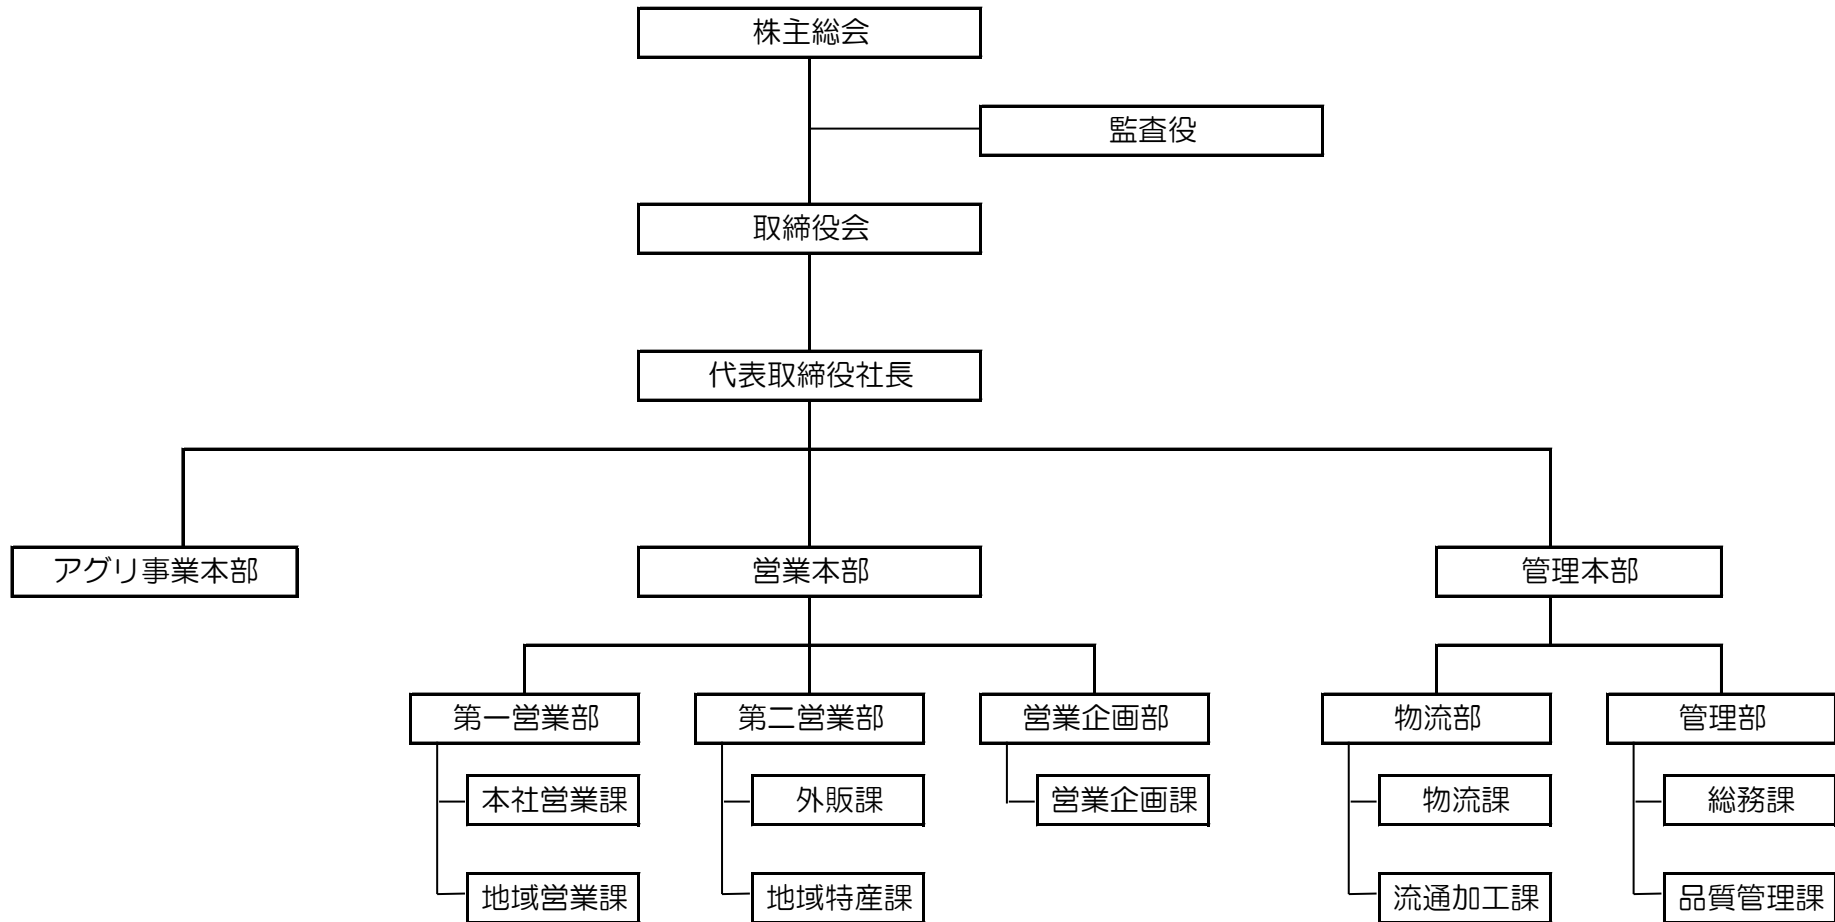 株主総会
監査役
取締役会
代表取締役社長
アグリ事業本部
営業本部
管理本部
第一営業部
第二営業部
営業企画部
物流部
管理部
本社営業課
外販課
営業企画課
物流課
総務課
地域営業課
地域特産課
流通加工課
品質管理課